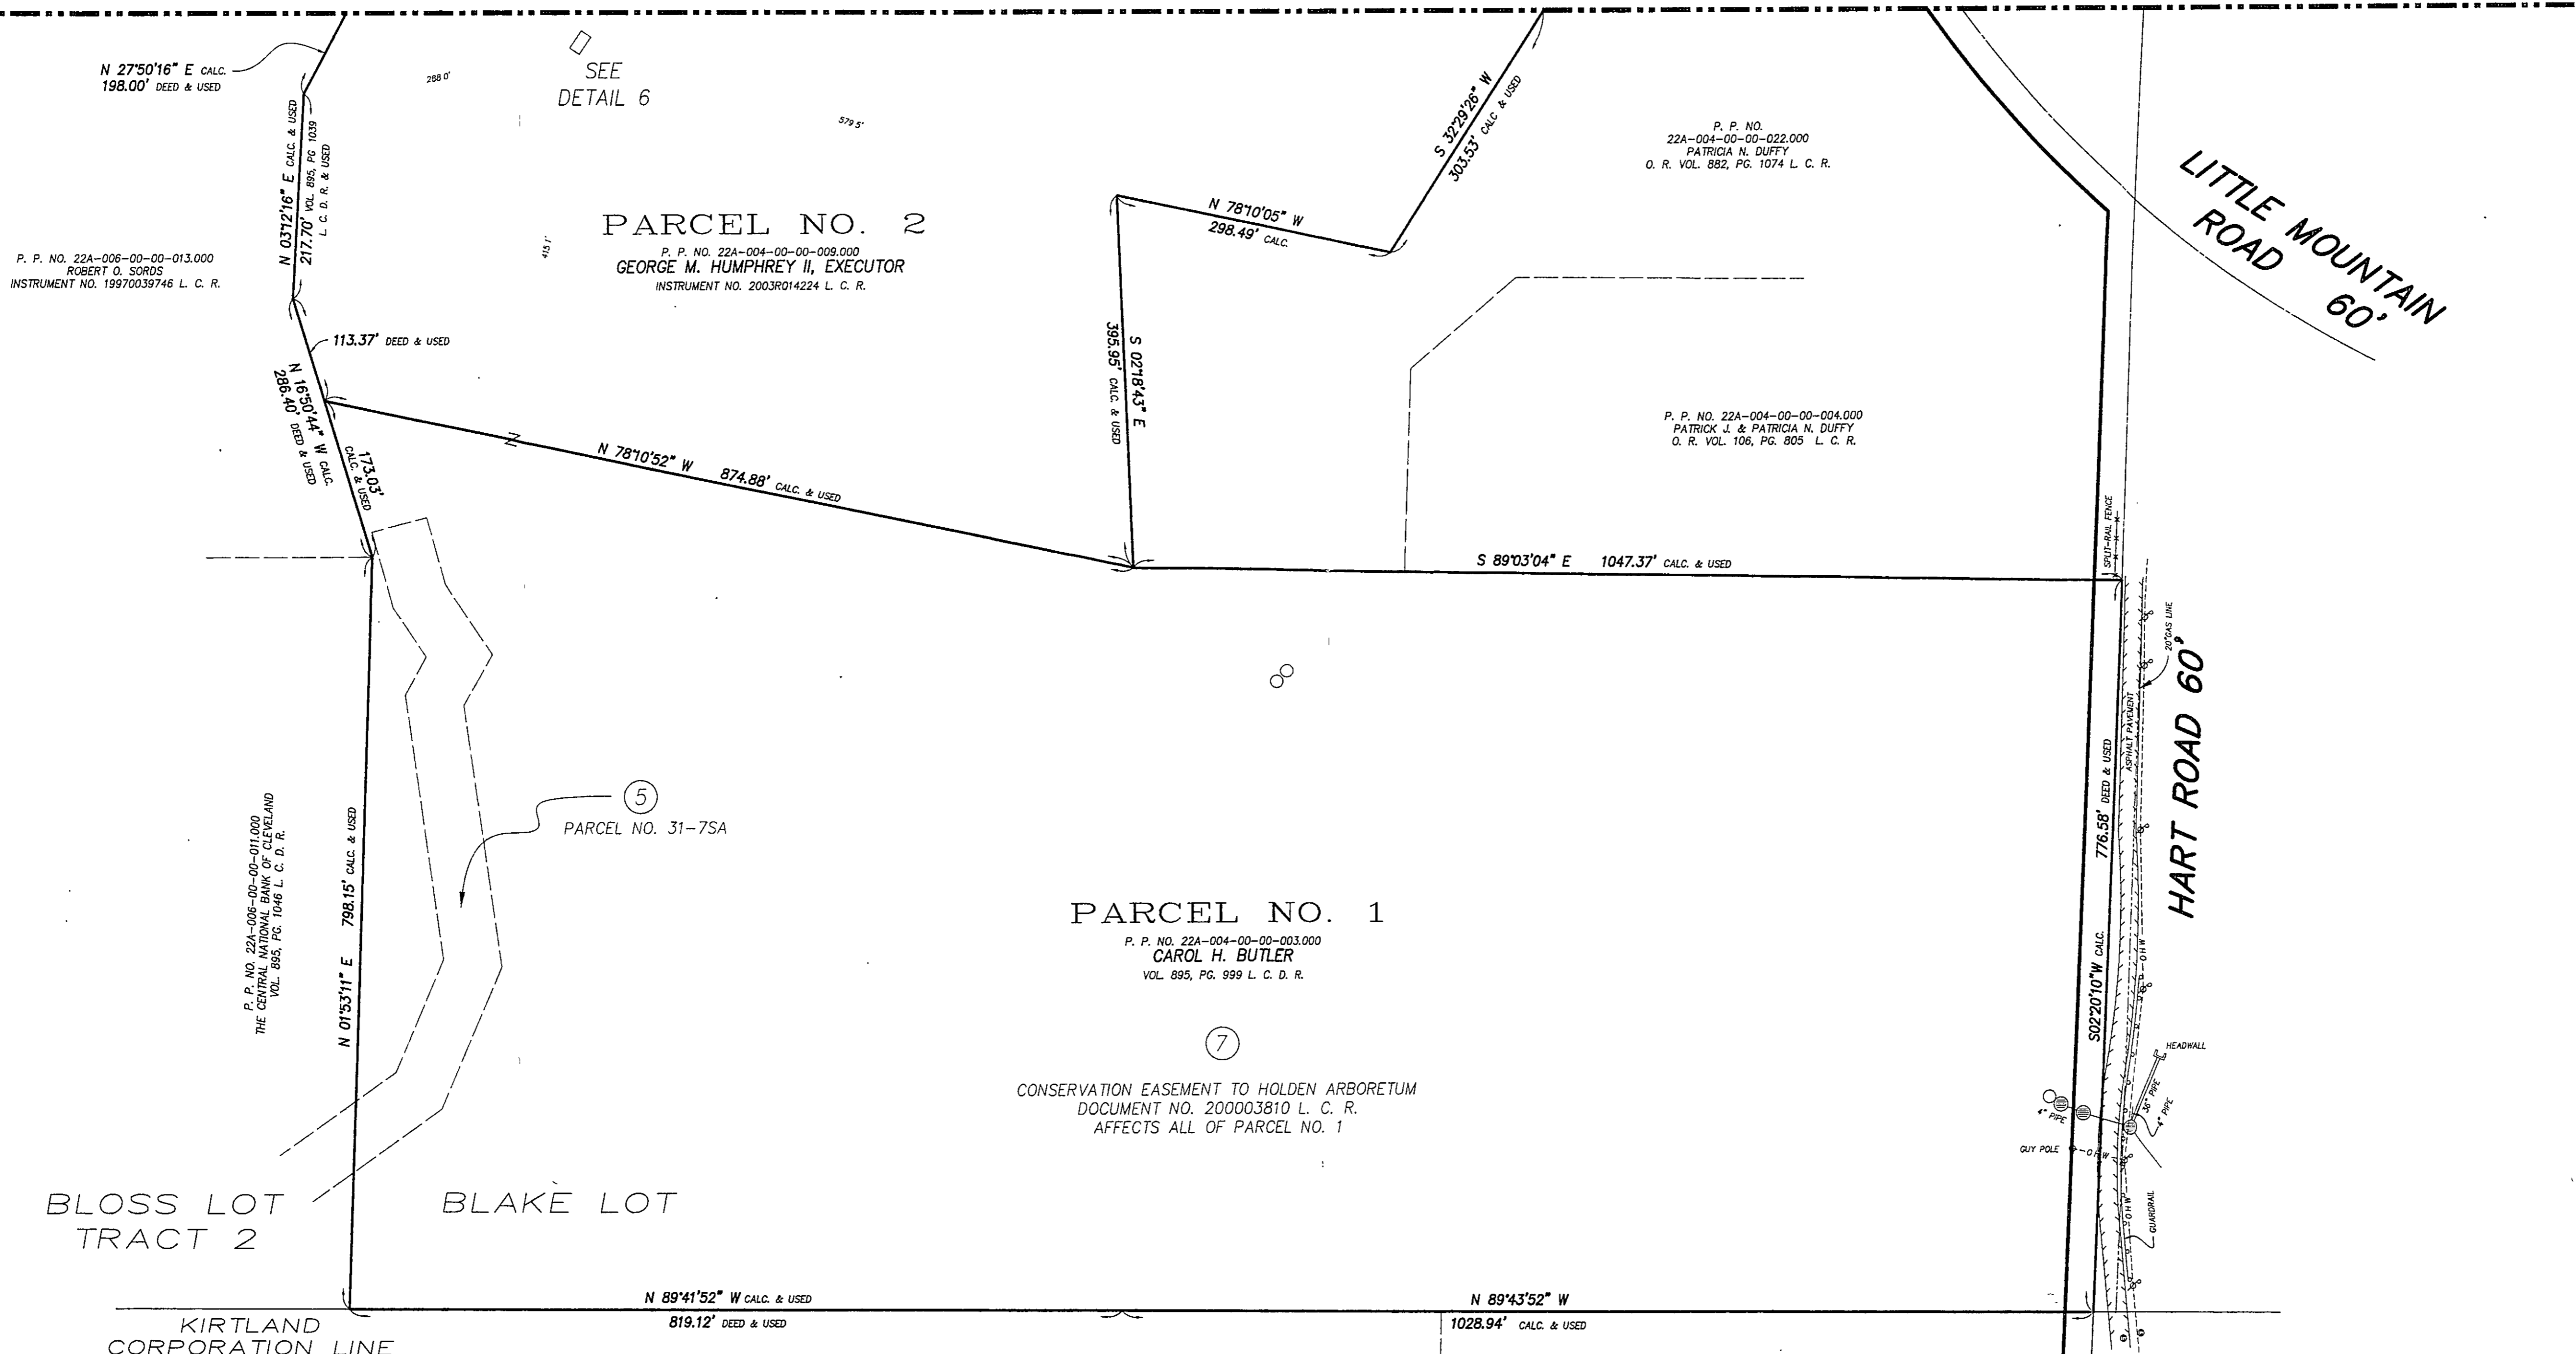 N 27°50'16" E CALC.
198.00' DEED & USED
288 0'
SEE
DETAIL 6
579 5'
N 03°12'16" E CALC. & USED
217.70' VOL. 895, PG 1039
L. C. D. R. & USED
P. P. NO. 22A-006-00-00-013.000
ROBERT O. SORDS
INSTRUMENT NO. 19970039746 L. C. R.
PARCEL NO. 2
P. P. NO. 22A-004-00-00-009.000
GEORGE M. HUMPHREY II, EXECUTOR
INSTRUMENT NO. 2003R014224 L. C. R.
415 1'
S 32°29'26" W
303.53' CALC & USED
N 78°10'05" W
298.49' CALC.
P. P. NO.
22A-004-00-00-022.000
PATRICIA N. DUFFY
O. R. VOL. 882, PG. 1074 L. C. R.
LITTLE MOUNTAIN
ROAD 60'
113.37' DEED & USED
N 16°50'44" W CALC.
286.40' DEED & USED
173.03'
CALC. & USED
N 78°10'52" W 874.88' CALC. & USED
S 02°18'43" E
395.95' CALC. & USED
P. P. NO. 22A-004-00-00-004.000
PATRICK J. & PATRICIA N. DUFFY
O. R. VOL. 106, PG. 805 L. C. R.
S 89°03'04" E 1047.37' CALC. & USED
SPLIT-RAIL FENCE
20" GAS LINE
ASPHALT PAVEMENT
HART ROAD 60'
776.58' DEED & USED
S02°20'10"W CALC.
5
PARCEL NO. 31-7SA
P. P. NO. 22A-006-00-00-011.000
THE CENTRAL NATIONAL BANK OF CLEVELAND
VOL. 895, PG. 1046 L. C. D. R.
N 01°53'11" E 798.15' CALC. & USED
PARCEL NO. 1
P. P. NO. 22A-004-00-00-003.000
CAROL H. BUTLER
VOL. 895, PG. 999 L. C. D. R.
7
CONSERVATION EASEMENT TO HOLDEN ARBORETUM
DOCUMENT NO. 200003810 L. C. R.
AFFECTS ALL OF PARCEL NO. 1
OHW
HEADWALL
36" PIPE
4" PIPE
4" PIPE
GUY POLE
OHW
OHW
GUARDRAIL
BLOSS LOT
TRACT 2
BLAKE LOT
N 89°41'52" W CALC. & USED
819.12' DEED & USED
N 89°43'52" W
1028.94' CALC. & USED
KIRTLAND
CORPORATION LINE